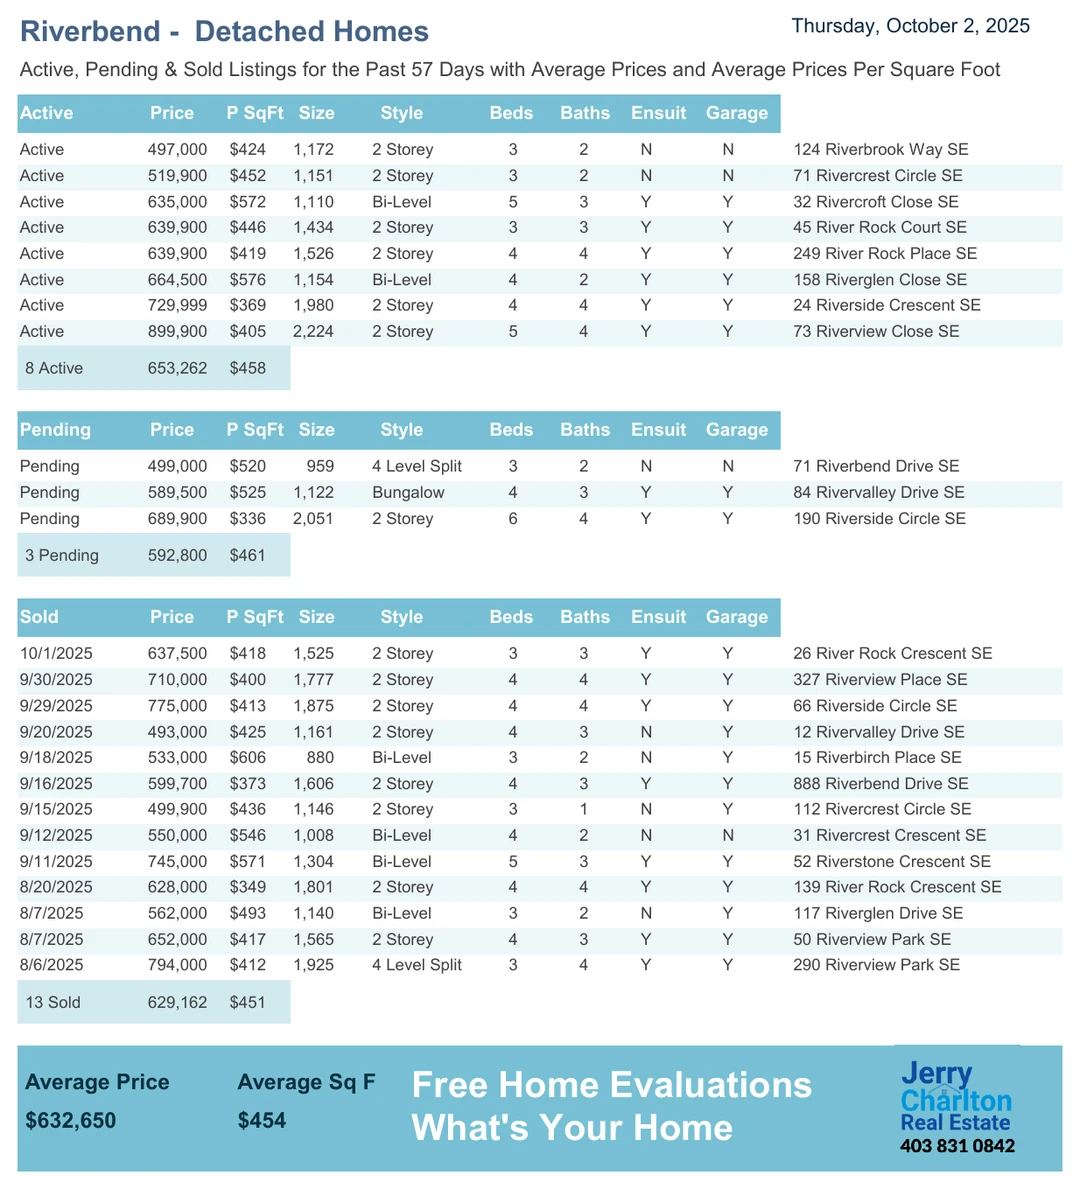 Riverbend -  Detached Homes
Thursday, October 2, 2025
Active, Pending & Sold Listings for the Past 57 Days with Average Prices and Average Prices Per Square Foot
Active Price P SqFt Size Style Beds Baths Ensuit Garage
Active 497,000 $424 1,172 2 Storey 3 2 N N 124 Riverbrook Way SE
Active 519,900 $452 1,151 2 Storey 3 2 N N 71 Rivercrest Circle SE
Active 635,000 $572 1,110 Bi-Level 5 3 Y Y 32 Rivercroft Close SE
Active 639,900 $446 1,434 2 Storey 3 3 Y Y 45 River Rock Court SE
Active 639,900 $419 1,526 2 Storey 4 4 Y Y 249 River Rock Place SE
Active 664,500 $576 1,154 Bi-Level 4 2 Y Y 158 Riverglen Close SE
Active 729,999 $369 1,980 2 Storey 4 4 Y Y 24 Riverside Crescent SE
Active 899,900 $405 2,224 2 Storey 5 4 Y Y 73 Riverview Close SE
8 Active 653,262 $458
Pending Price P SqFt Size Style Beds Baths Ensuit Garage
Pending 499,000 $520 959 4 Level Split 3 2 N N 71 Riverbend Drive SE
Pending 589,500 $525 1,122 Bungalow 4 3 Y Y 84 Rivervalley Drive SE
Pending 689,900 $336 2,051 2 Storey 6 4 Y Y 190 Riverside Circle SE
3 Pending 592,800 $461
Sold Price P SqFt Size Style Beds Baths Ensuit Garage
10/1/2025 637,500 $418 1,525 2 Storey 3 3 Y Y 26 River Rock Crescent SE
9/30/2025 710,000 $400 1,777 2 Storey 4 4 Y Y 327 Riverview Place SE
9/29/2025 775,000 $413 1,875 2 Storey 4 4 Y Y 66 Riverside Circle SE
9/20/2025 493,000 $425 1,161 2 Storey 4 3 N Y 12 Rivervalley Drive SE
9/18/2025 533,000 $606 880 Bi-Level 3 2 N Y 15 Riverbirch Place SE
9/16/2025 599,700 $373 1,606 2 Storey 4 3 Y Y 888 Riverbend Drive SE
9/15/2025 499,900 $436 1,146 2 Storey 3 1 N Y 112 Rivercrest Circle SE
9/12/2025 550,000 $546 1,008 Bi-Level 4 2 N N 31 Rivercrest Crescent SE
9/11/2025 745,000 $571 1,304 Bi-Level 5 3 Y Y 52 Riverstone Crescent SE
8/20/2025 628,000 $349 1,801 2 Storey 4 4 Y Y 139 River Rock Crescent SE
8/7/2025 562,000 $493 1,140 Bi-Level 3 2 N Y 117 Riverglen Drive SE
8/7/2025 652,000 $417 1,565 2 Storey 4 3 Y Y 50 Riverview Park SE
8/6/2025 794,000 $412 1,925 4 Level Split 3 4 Y Y 290 Riverview Park SE
13 Sold 629,162 $451
Average Price Average Sq F
$632,650 $454
Free Home Evaluations
What's Your Home
Jerry
Charlton
Real Estate
403 831 0842